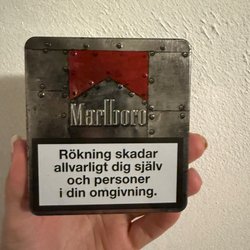 Marlboro
Rökning skadar
allvarligt dig själv
och personer
i din omgivning.